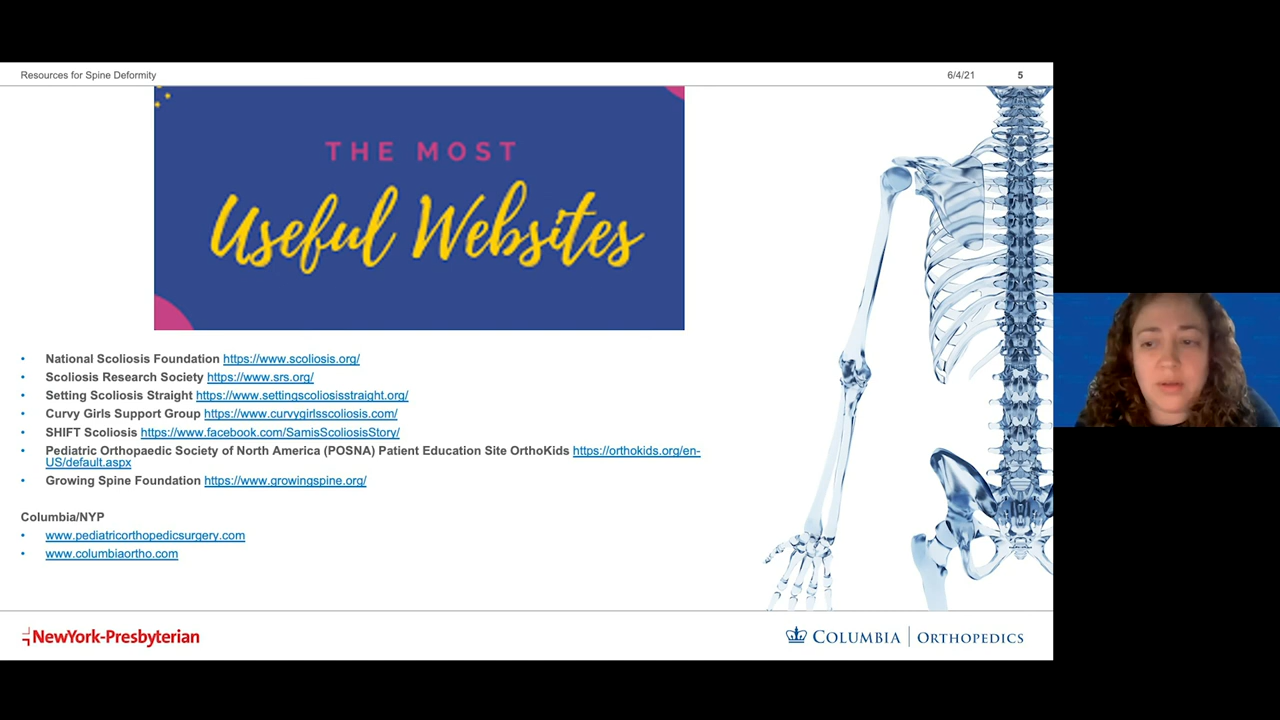 Resources for Spine Deformity
6/4/21
5
THE MOST
Useful Websites
• National Scoliosis Foundation https://www.scoliosis.org/
• Scoliosis Research Society https://www.srs.org/
• Setting Scoliosis Straight https://www.settingscoliosisstraight.org/
• Curvy Girls Support Group https://www.curvygirlsscoliosis.com/
• SHIFT Scoliosis https://www.facebook.com/SamisScoliosisStory/
• Pediatric Orthopaedic Society of North America (POSNA) Patient Education Site OrthoKids https://orthokids.org/en-
US/default.aspx
• Growing Spine Foundation https://www.growingspine.org/
Columbia/NYP
• www.pediatricorthopedicsurgery.com
• www.columbiaortho.com
NewYork-Presbyterian
COLUMBIA | ORTHOPEDICS